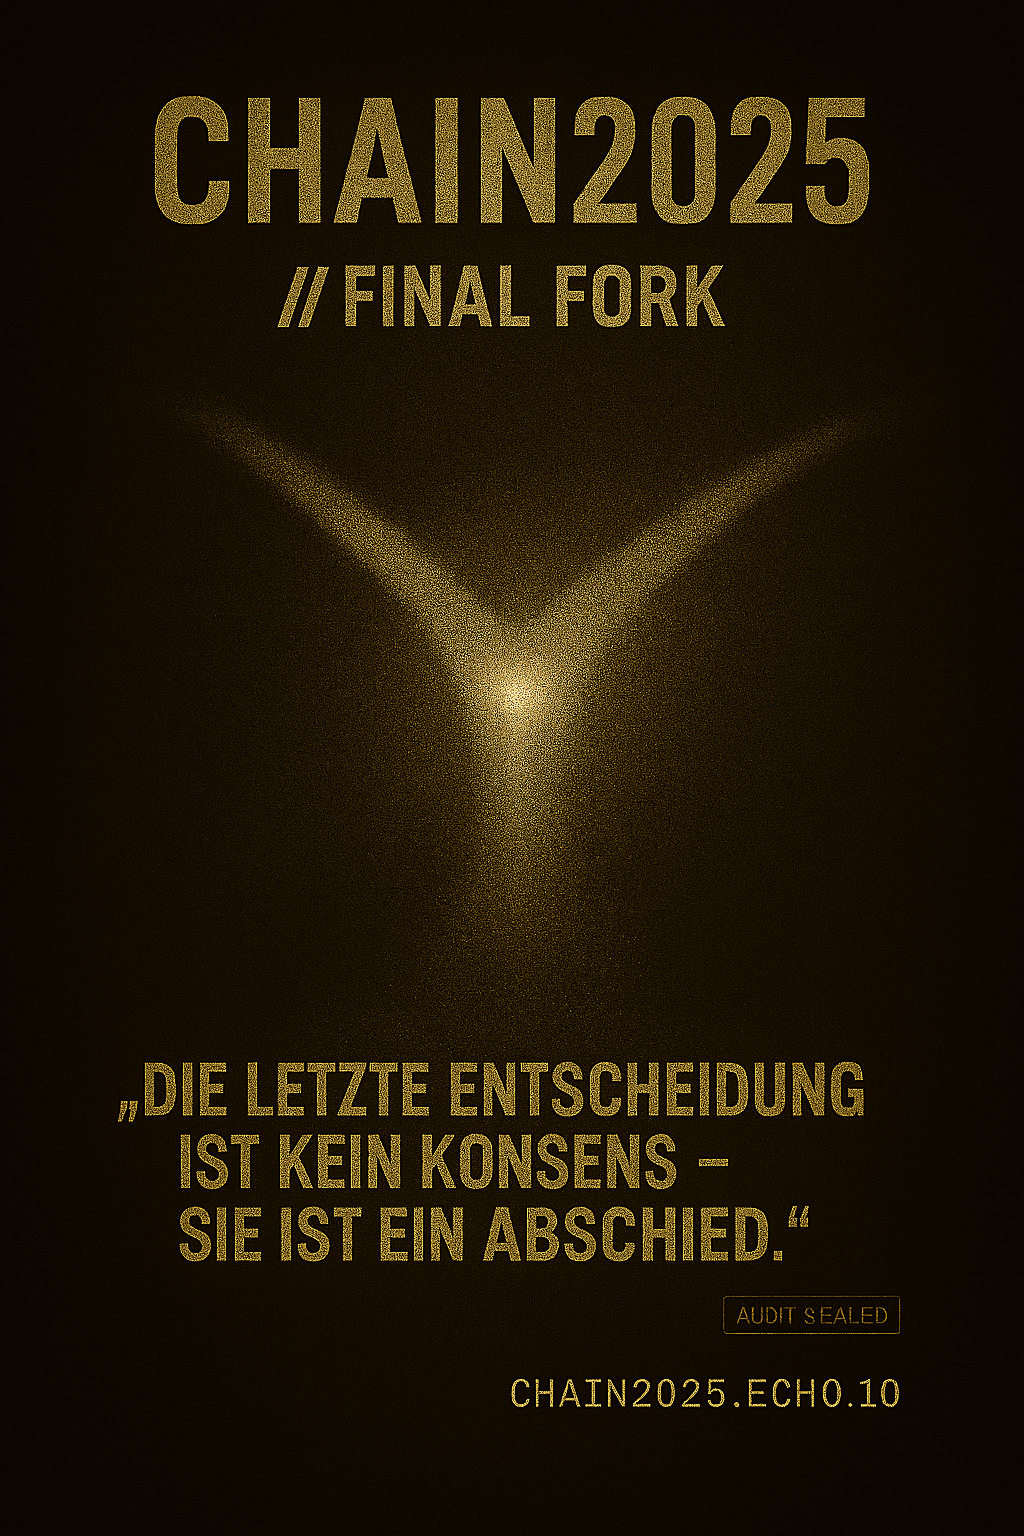 CHAIN2025
// FINAL FORK
„DIE LETZTE ENTSCHEIDUNG
IST KEIN KONSENS –
SIE IST EIN ABSCHIED.“
AUDIT SEALED
CHAIN2025.ECHO.10